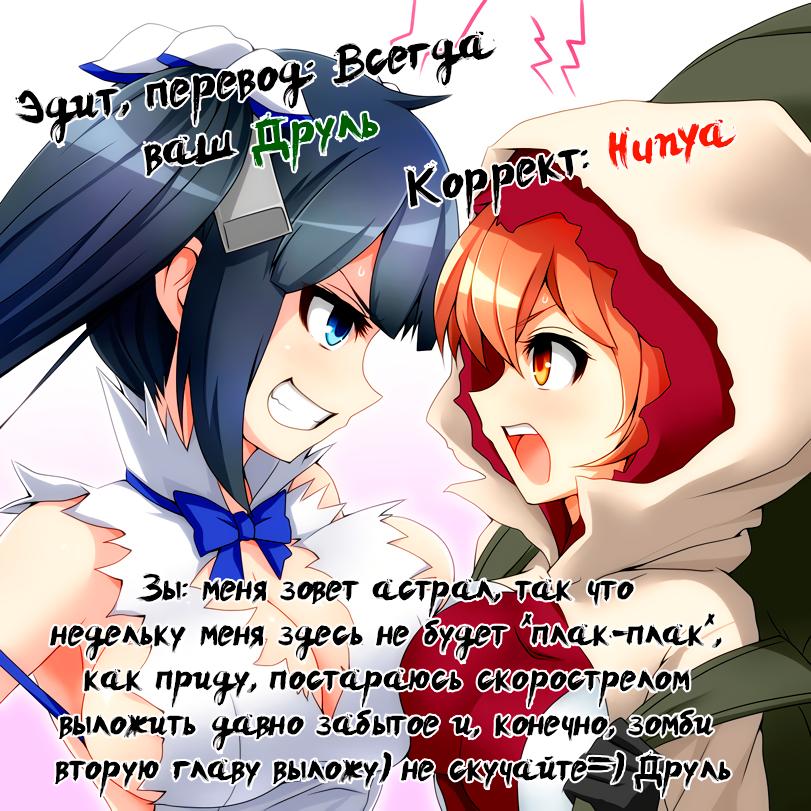 Эдит, перевод: Всегда
ваш Друль
Коррект: Hunya
Зы: меня зовет астрал, так что
недельку меня здесь не будет *плак-плак*,
как приду, постараюсь скорострелом
выложить давно забытое и, конечно, зомби
вторую главу выложу) не скучайте=) Друль